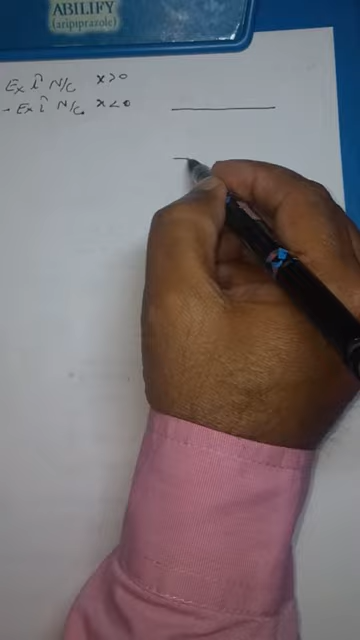 ABILIFY
(aripiprazole)
Eₓ î N/C x>0
- Eₓ î N/C x<0